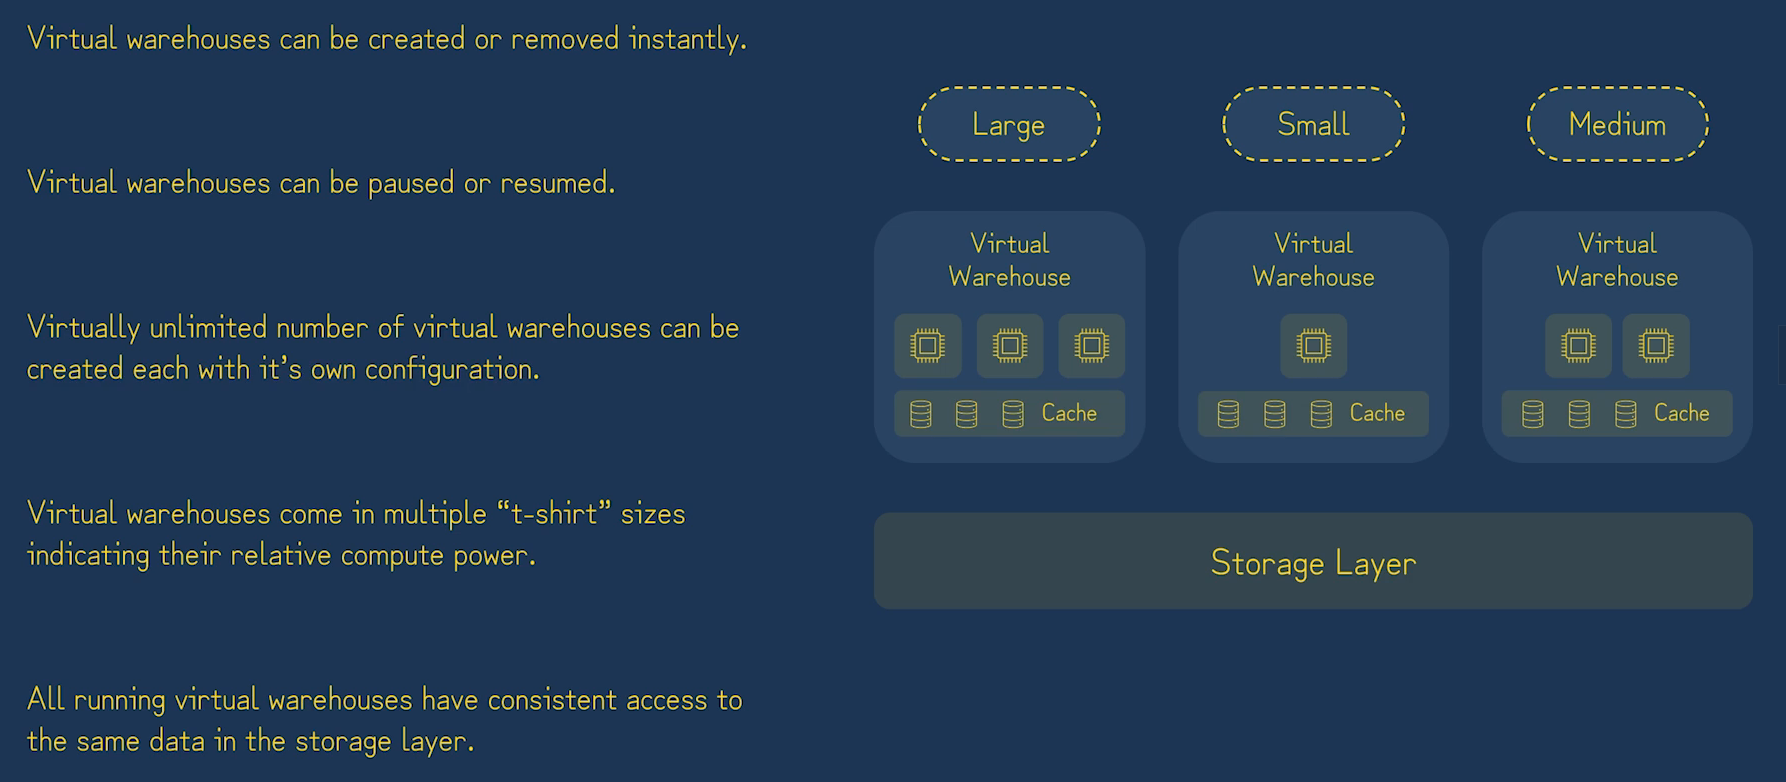 Virtual warehouses can be created or removed instantly.
Virtual warehouses can be paused or resumed.
Virtually unlimited number of virtual warehouses can be
created each with it’s own configuration.
Virtual warehouses come in multiple “t-shirt” sizes
indicating their relative compute power.
All running virtual warehouses have consistent access to
the same data in the storage layer.
Large
Virtual
Warehouse
Cache
Small
Virtual
Warehouse
Cache
Medium
Virtual
Warehouse
Cache
Storage Layer